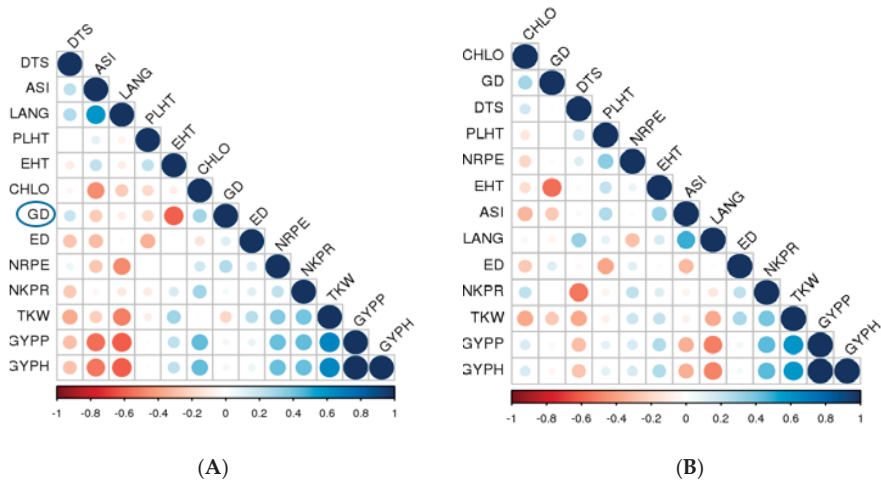 DTS
DTS
ASI
ASI
LANG
LANG
PLHT
PLHT
EHT
EHT
CHLO
CHLO
GD
GD
ED
ED
NRPE
NRPE
NKPR
NKPR
TKW
TKW
GYPP
GYPP
GYPH
GYPH
-1 -0.8 -0.6 -0.4 -0.2 0 0.2 0.4 0.6 0.8 1
(A)
CHLO
CHLO
GD
GD
DTS
DTS
PLHT
PLHT
NRPE
NRPE
EHT
EHT
ASI
ASI
LANG
LANG
ED
ED
NKPR
NKPR
TKW
TKW
GYPP
GYPP
GYPH
GYPH
-1 -0.8 -0.6 -0.4 -0.2 0 0.2 0.4 0.6 0.8 1
(B)